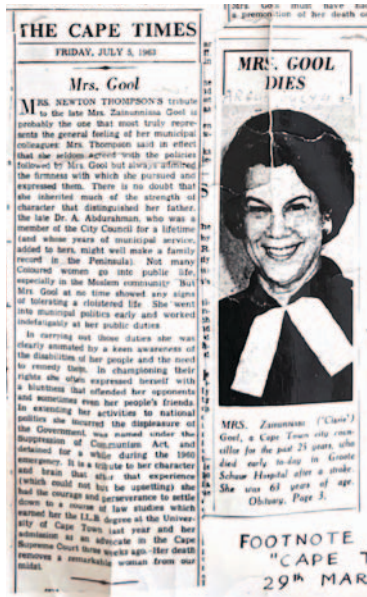 THE CAPE TIMES
FRIDAY, JULY 5, 1963
Mrs. Gool
MRS. NEWTON THOMPSON'S tribute
to the late Mrs. Zainunnissa Gool is
probably the one that most truly repre-
sents the general feeling of her municipal
colleagues. Mrs. Thompson said in effect
that she seldom agreed with the policies
followed by Mrs. Gool but always admired
the firmness with which she pursued and
expressed them. There is no doubt that
she inherited much of the strength of
character that distinguished her father,
the late Dr. A. Abdurahman, who was a
member of the City Council for a lifetime
(and whose years of municipal service,
added to hers, might well make a family
record in the Peninsula). Not many
Coloured women go into public life,
especially in the Moslem community. But
Mrs. Gool at no time showed any signs
of tolerating a cloistered life. She went
into municipal politics early and worked
indefatigably at her public duties.
In carrying out those duties she was
clearly animated by a keen awareness of
the disabilities of her people and the need
to remedy them. In championing their
rights she often expressed herself with
a bluntness that offended her opponents
and sometimes even her people's friends.
In extending her activities to national
politics she incurred the displeasure of
the Government, was named under the
Suppression of Communism Act, and
detained for a while during the 1960
emergency. It is a tribute to her character
and brain that after that experience
(which could not but be upsetting) she
had the courage and perseverance to settle
down to a course of law studies which
earned her the LL.B. degree at the Univer-
sity of Cape Town last year and her
admission as an advocate in the Cape
Supreme Court three weeks ago. Her death
removes a remarkable woman from our
midst.
Mrs. Gool must have had
a premonition of her death
MRS. GOOL
DIES
MRS. Zainunnissa ("Cissie")
Gool, a Cape Town city coun-
cillor for the past 25 years, who
died early to-day in Groote
Schuur Hospital after a stroke.
She was 63 years of age.
Obituary, Page 3.
FOOTNOTE
"CAPE T
29th MAR